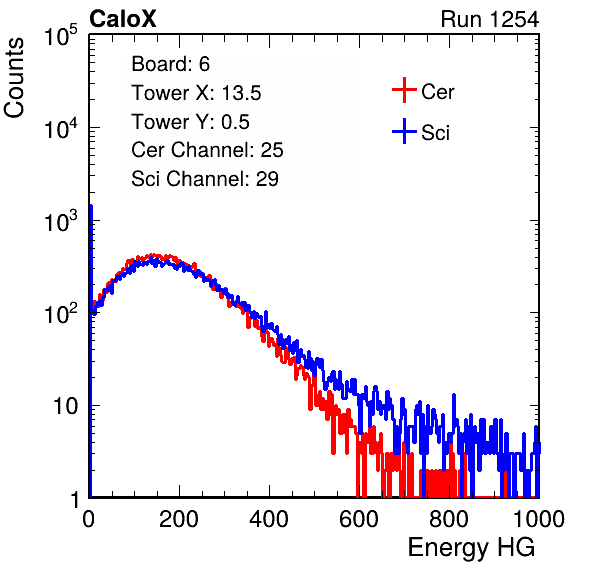 CaloX Run 1254
Counts
Board: 6
Tower X: 13.5
Tower Y: 0.5
Cer Channel: 25
Sci Channel: 29
Cer
Sci
10^5
10^4
10^3
10^2
10
1
0 200 400 600 800 1000
Energy HG